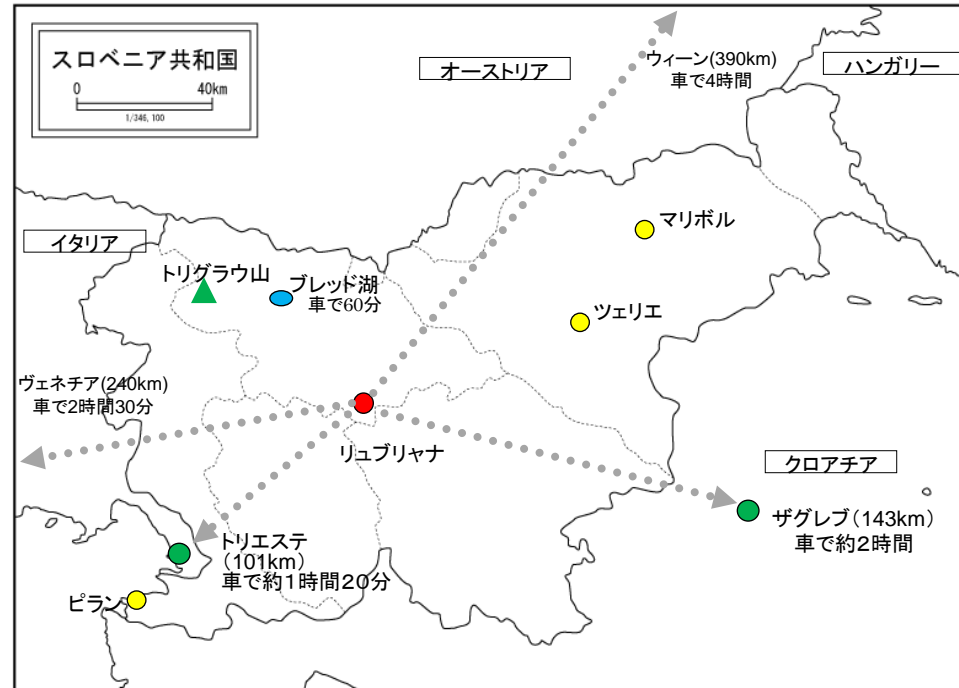 スロベニア共和国
0 40km
1/346, 100
オーストリア
ウィーン(390km)
車で4時間
ハンガリー
イタリア
マリボル
トリグラウ山
ブレッド湖
車で60分
ツェリエ
ヴェネチア(240km)
車で2時間30分
リュブリャナ
クロアチア
ザグレブ(143km)
車で約2時間
トリエステ
(101km)
車で約1時間20分
ピラン